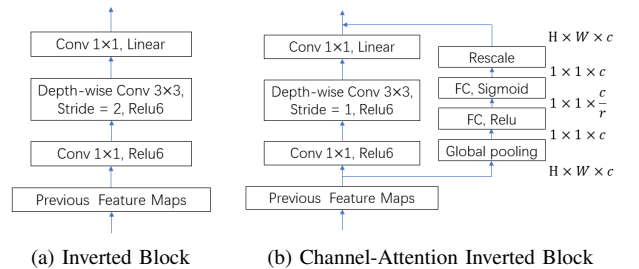 Conv 1×1, Linear
Depth-wise Conv 3×3,
Stride = 2, Relu6
Conv 1×1, Relu6
Previous Feature Maps
(a) Inverted Block
Conv 1×1, Linear
Depth-wise Conv 3×3,
Stride = 1, Relu6
Conv 1×1, Relu6
Previous Feature Maps
H × W × c
Rescale
1 × 1 × c
FC, Sigmoid
1 × 1 × c/r
FC, Relu
1 × 1 × c
Global pooling
H × W × c
(b) Channel-Attention Inverted Block